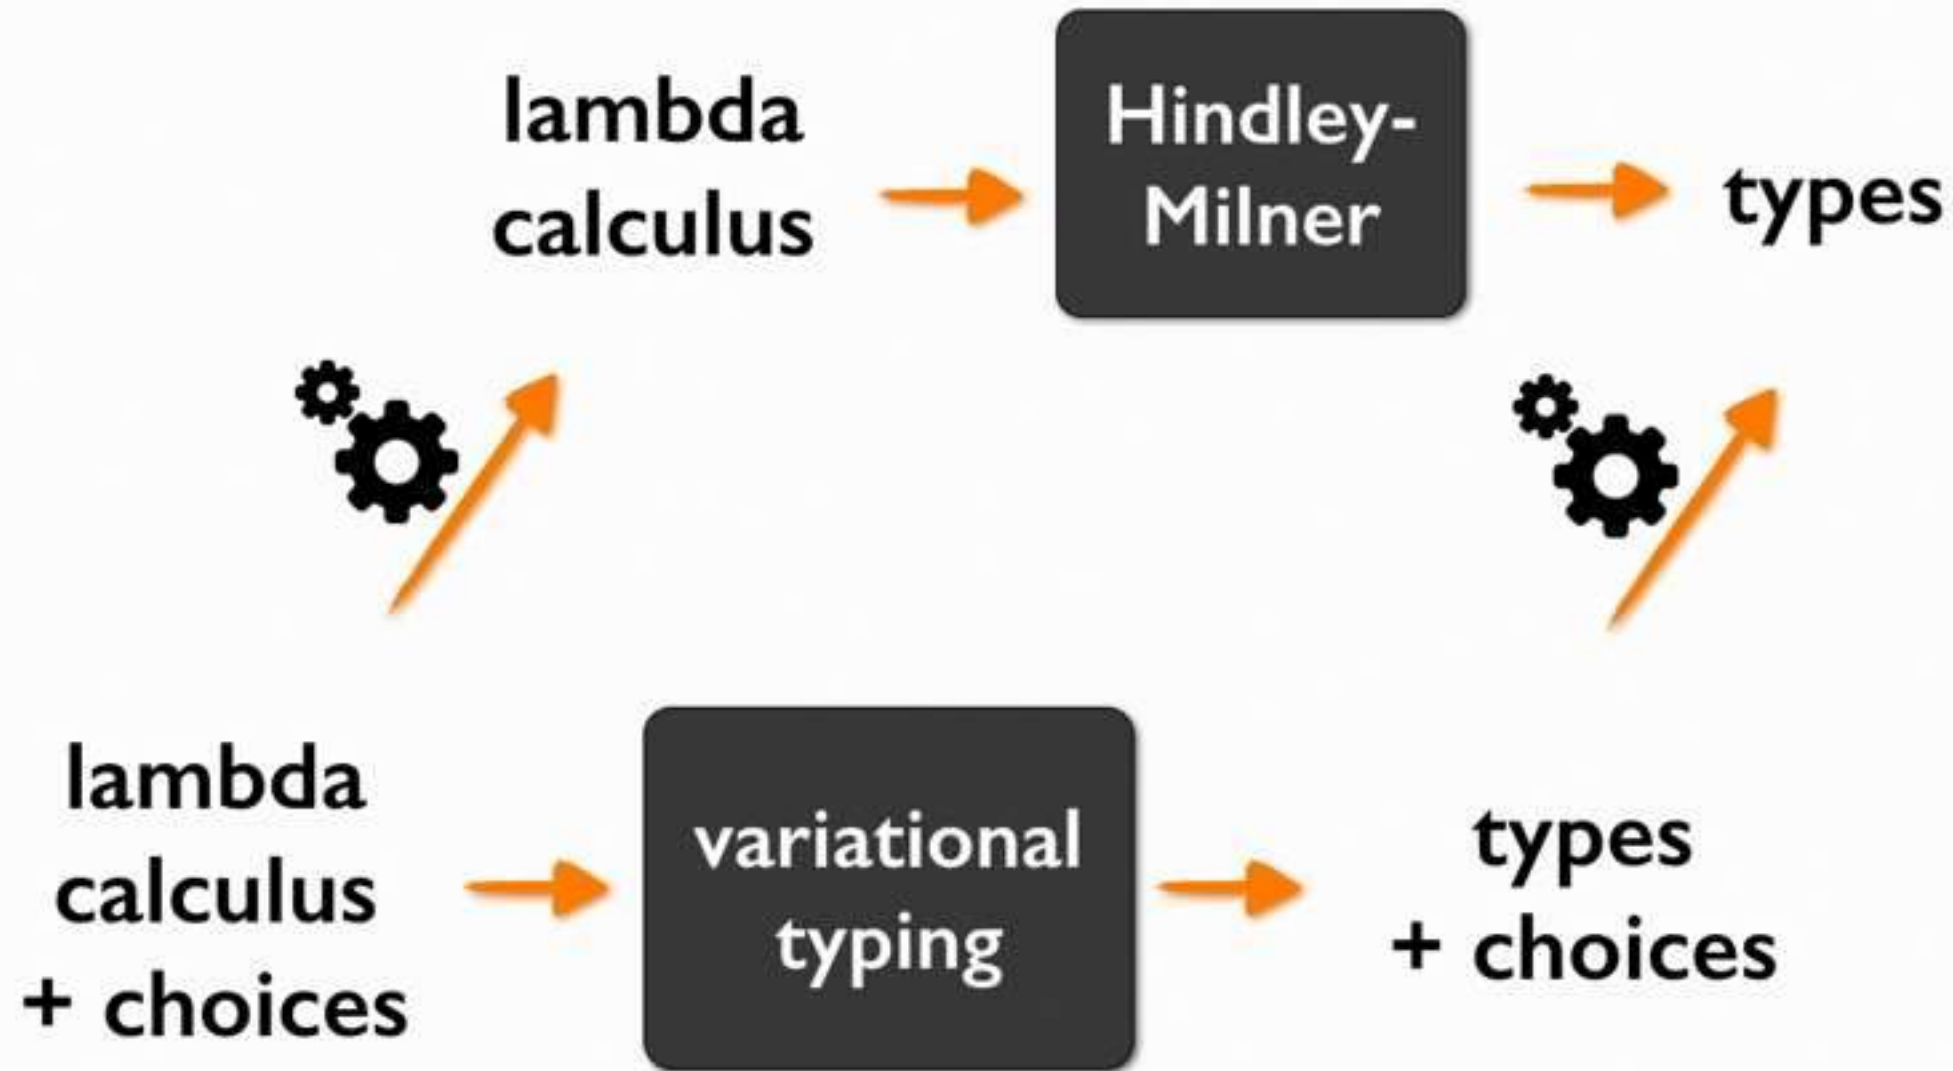 lambda
calculus
Hindley-
Milner
types
lambda
calculus
+ choices
variational
typing
types
+ choices